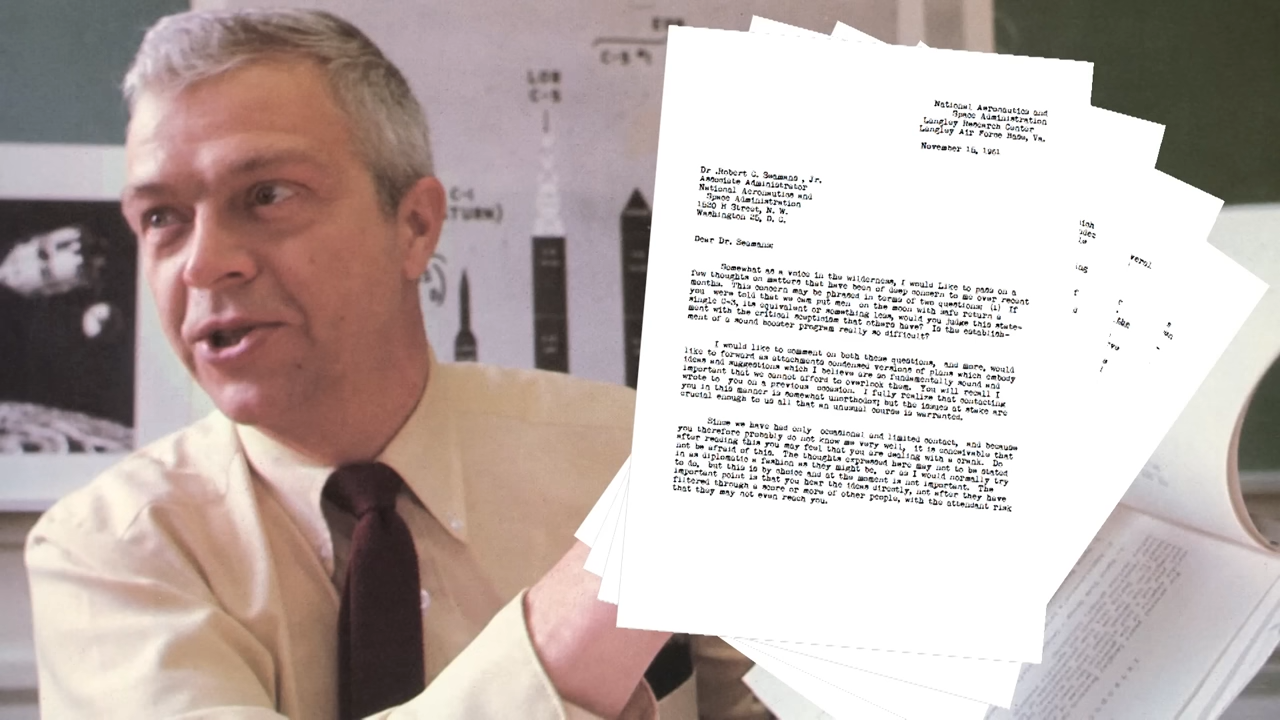 LOR
C-5
C-5
C-1
TURN)
National Aeronautics and
Space Administration
Langley Research Center
Langley Air Force Base, Va.
November 15, 1961
Dr .Robert C. Seamans , Jr.
Associate Administrator
National Aeronautics and
Space Administration
1520 H Street, N. W.
Washington 25, D. C.
Dear Dr. Seamans:
Somewhat as a voice in the wilderness, I would like to pass on a
few thoughts on matters that have been of deep concern to me over recent
months. This concern may be phrased in terms of two questions: (1) If
you were told that we can put men on the moon with safe return a
single C-3, its equivalent or something less, would you judge this state-
ment with the critical scepticism that others have? Is the establish-
ment of a sound booster program really so difficult?
I would like to comment on both these questions, and more, would
like to forward as attachments condensed versions of plans which embody
ideas and suggestions which I believe are so fundamentally sound and
important that we cannot afford to overlook them. You will recall I
wrote to you on a previous occasion. I fully realize that contacting
you in this manner is somewhat unorthodox; but the issues at stake are
crucial enough to us all that an unusual course is warranted.
Since we have had only occasional and limited contact, and because
you therefore probably do not know me very well, it is conceivable that
after reading this you may feel that you are dealing with a crank. Do
not be afraid of this. The thoughts expressed here may not to be stated
in as diplomatic a fashion as they might be, or as I would normally try
to do, but this is by choice and at the moment is not important. The
important point is that you hear the ideas directly, not after they have
filtered through a score or more of other people, with the attendant risk
that they may not even reach you.
the